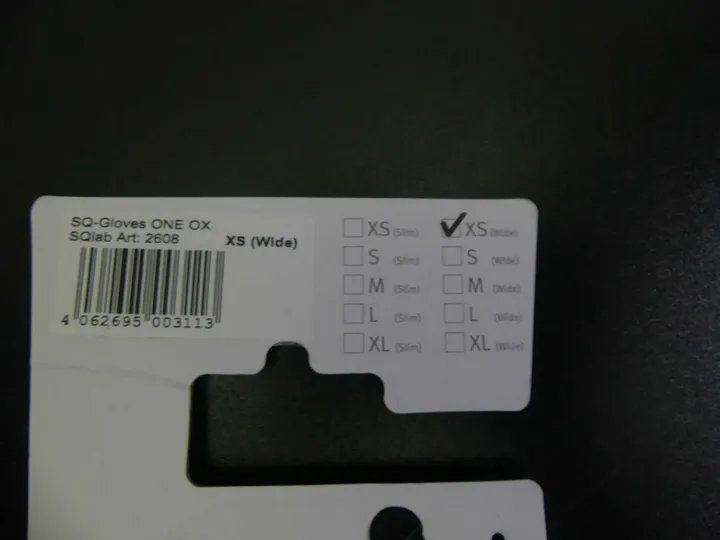 SQ-Gloves ONE OX
SQlab Art: 2608
XS (Wide)
4 062695 003113
XS (Slim)
XS (Wide)
S (Slim)
S (Wide)
M (Slim)
M (Wide)
L (Slim)
L (Wide)
XL (Slim)
XL (Wide)